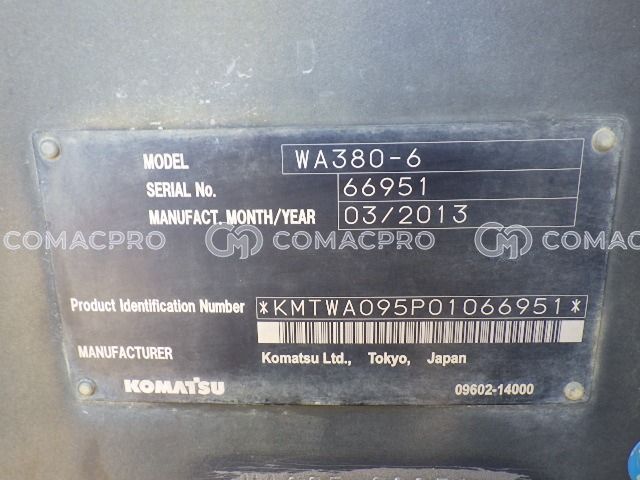 MODEL WA380-6
SERIAL No. 66951
MANUFACT. MONTH/YEAR 03/2013
COMACPRO COMACPRO COMACPRO
Product Identification Number *KMTWA095P01066951*
MANUFACTURER Komatsu Ltd., Tokyo, Japan
KOMATSU 09602-14000